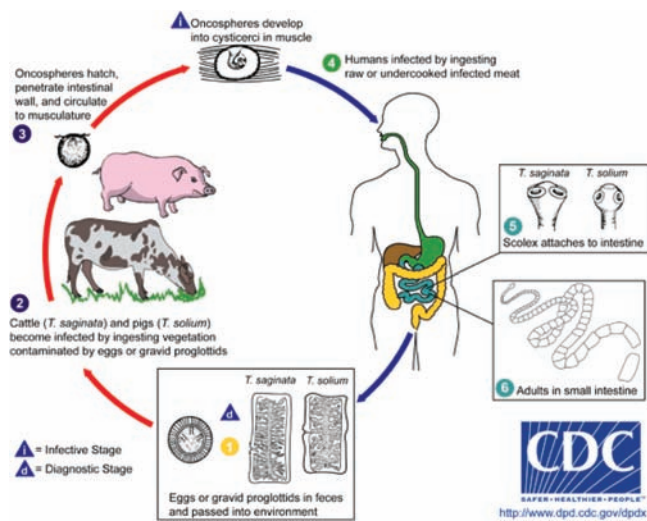 i
Oncospheres develop
into cysticerci in muscle
4
Humans infected by ingesting
raw or undercooked infected meat
Oncospheres hatch,
penetrate intestinal
wall, and circulate
to musculature
3
T. saginata T. solium
5
Scolex attaches to intestine
2
Cattle (T. saginata) and pigs (T. solium)
become infected by ingesting vegetation
contaminated by eggs or gravid proglottids
6 Adults in small intestine
T. saginata T. solium
d
1
Eggs or gravid proglottids in feces
and passed into environment
i = Infective Stage
d = Diagnostic Stage
CDC
SAFER • HEALTHIER • PEOPLE™
http://www.dpd.cdc.gov/dpdx